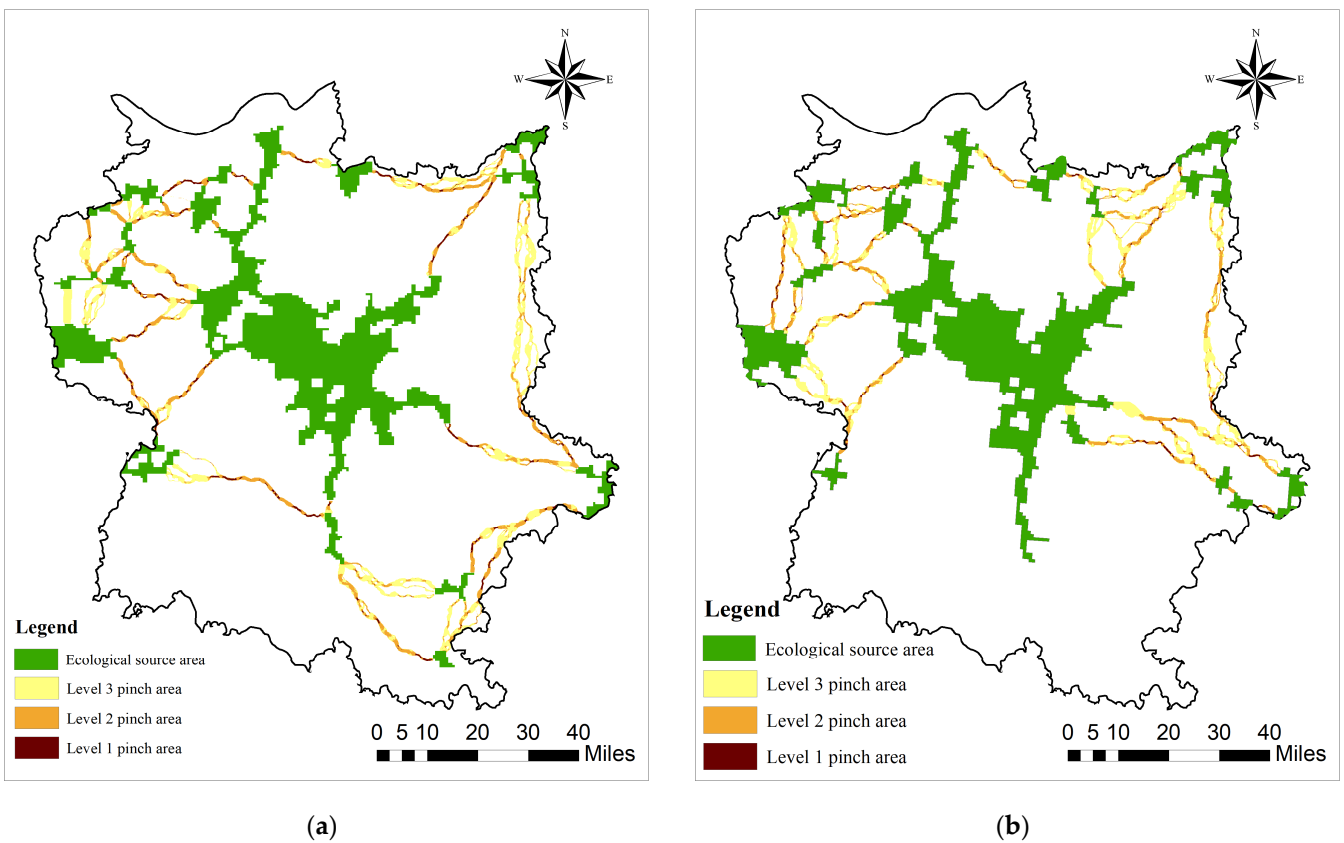 N
W E
S
Legend
Ecological source area
Level 3 pinch area
Level 2 pinch area
Level 1 pinch area
0 5 10 20 30 40
Miles
(a)
N
W E
S
Legend
Ecological source area
Level 3 pinch area
Level 2 pinch area
Level 1 pinch area
0 5 10 20 30 40
Miles
(b)